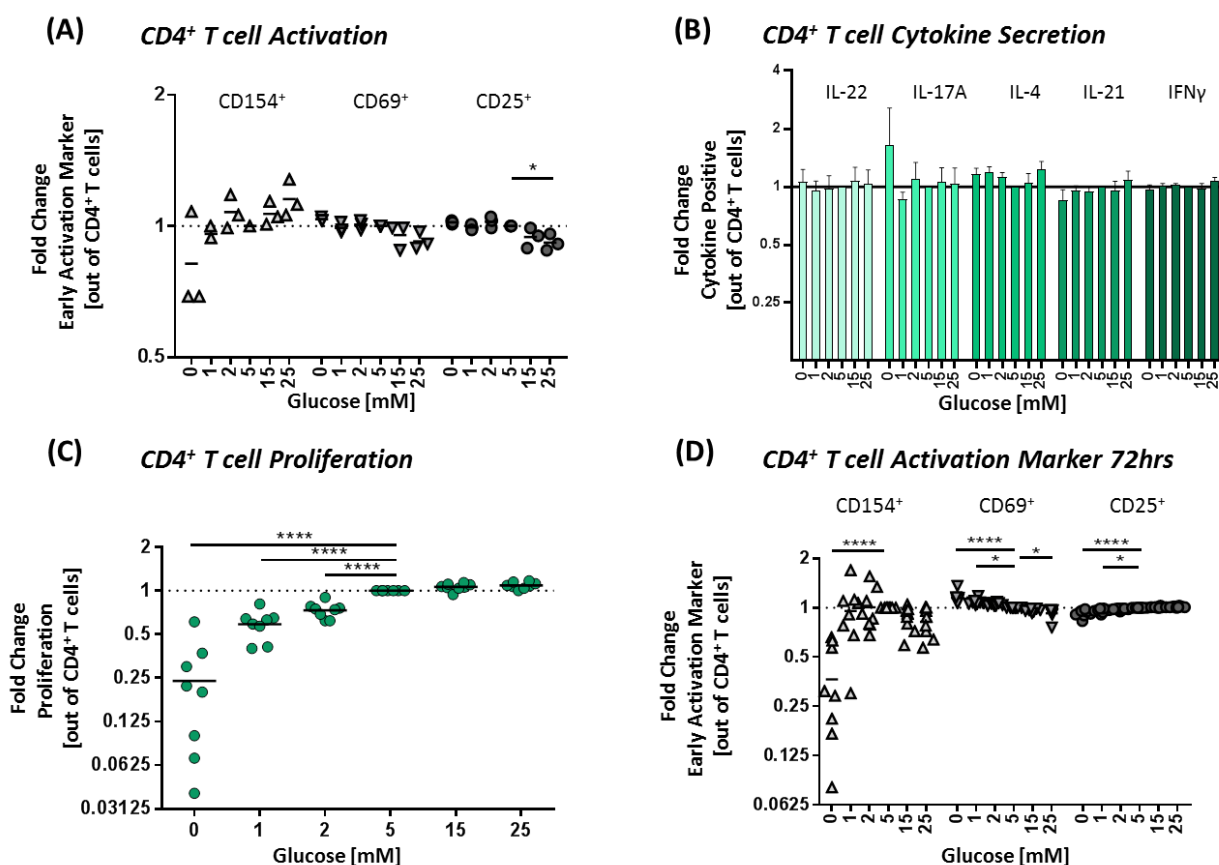 (A)
CD4+ T cell Activation
Fold Change
Early Activation Marker
[out of CD4+ T cells]
2
1
0.5
CD154+ CD69+ CD25+
*
0 1 2 5 15 25 0 1 2 5 15 25 0 1 2 5 15 25
Glucose [mM]
(B)
CD4+ T cell Cytokine Secretion
Fold Change
Cytokine Positive
[out of CD4+ T cells]
4
2
1
0.5
0.25
IL-22 IL-17A IL-4 IL-21 IFNγ
0 1 2 5 15 25 0 1 2 5 15 25 0 1 2 5 15 25 0 1 2 5 15 25 0 1 2 5 15 25
Glucose [mM]
(C)
CD4+ T cell Proliferation
Fold Change
Proliferation
[out of CD4+ T cells]
2
1
0.5
0.25
0.125
0.0625
0.03125
****
****
****
0 1 2 5 15 25
Glucose [mM]
(D)
CD4+ T cell Activation Marker 72hrs
Fold Change
Early Activation Marker
[out of CD4+ T cells]
2
1
0.5
0.25
0.125
0.0625
CD154+ CD69+ CD25+
**** **** * * **** *
0 1 2 5 15 25 0 1 2 5 15 25 0 1 2 5 15 25
Glucose [mM]